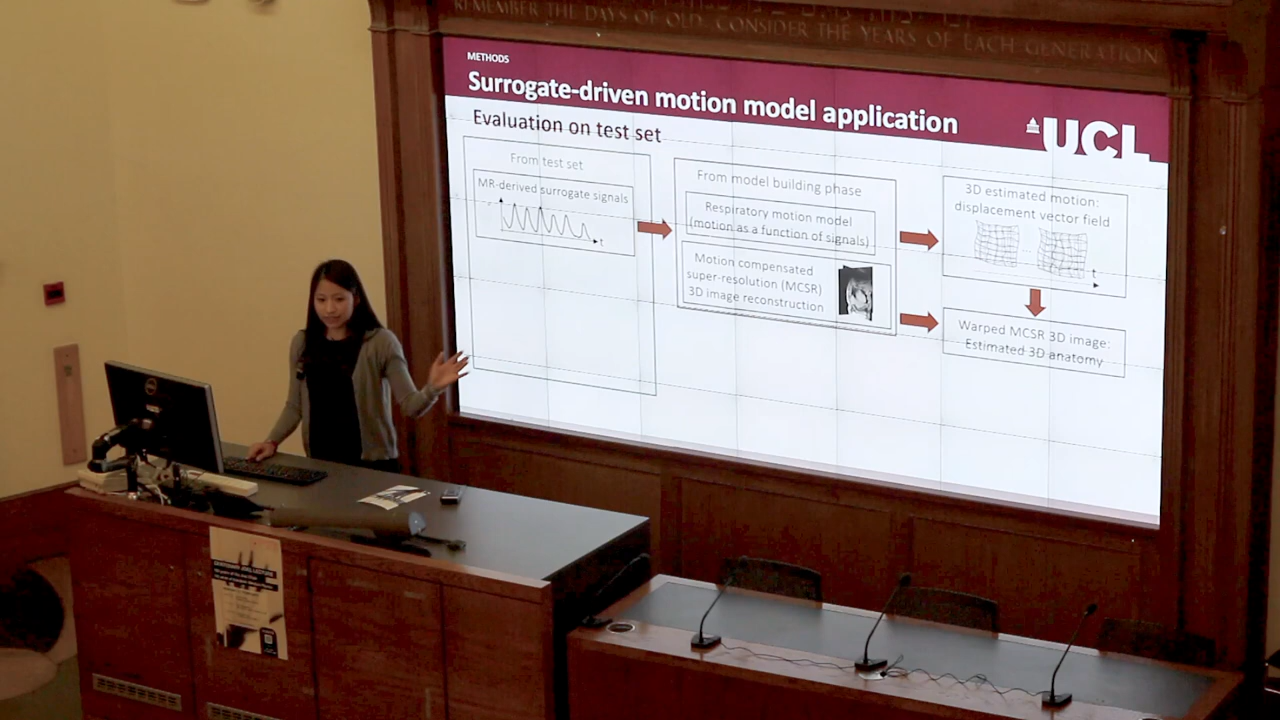 REMEMBER THE DAYS OF OLD. CONSIDER THE YEARS OF EACH GENERATION
METHODS
Surrogate-driven motion model application
UCL
Evaluation on test set
From test set
MR-derived surrogate signals
t
From model building phase
Respiratory motion model
(motion as a function of signals)
Motion compensated
super-resolution (MCSR)
3D image reconstruction
3D estimated motion:
displacement vector field
t
Warped MCSR 3D image:
Estimated 3D anatomy
DELL